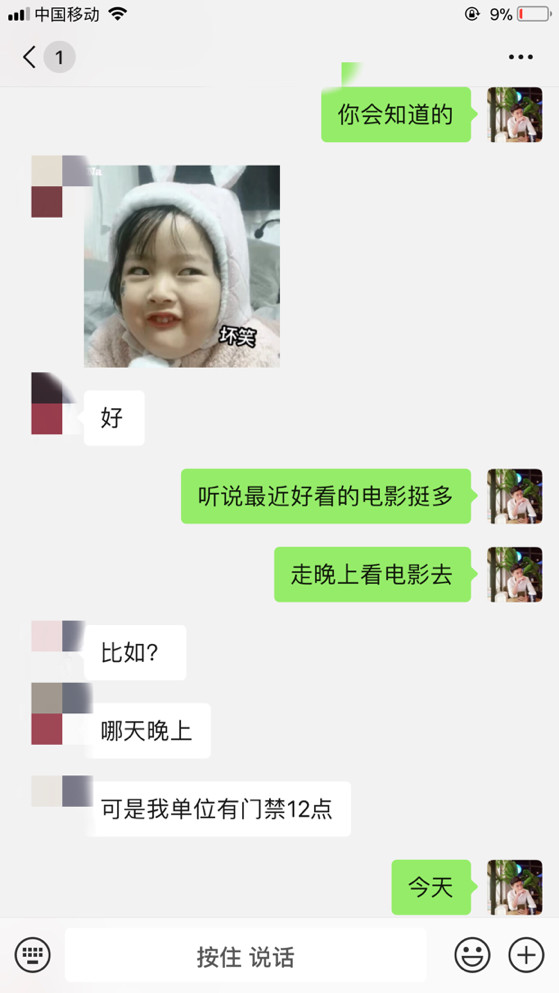 中国移动 9%
1
你会知道的
坏笑
好
听说最近好看的电影挺多
走晚上看电影去
比如?
哪天晚上
可是我单位有门禁12点
今天
按住 说话